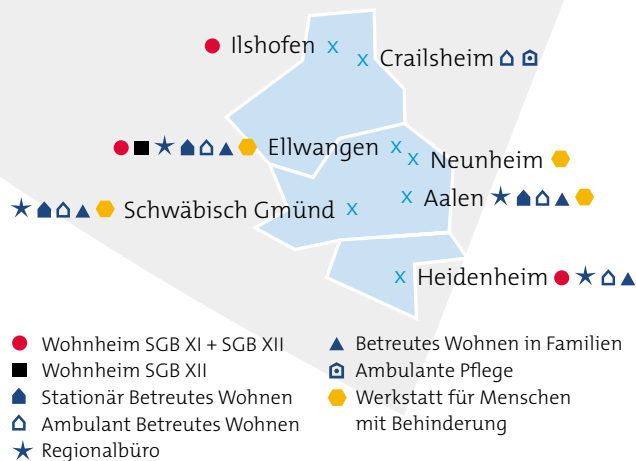 Ilshofen x
x Crailsheim
Ellwangen x
x Neunheim
x Aalen
Schwäbisch Gmünd x
x Heidenheim
Wohnheim SGB XI + SGB XII
Wohnheim SGB XII
Stationär Betreutes Wohnen
Ambulant Betreutes Wohnen
Regionalbüro
Betreutes Wohnen in Familien
Ambulante Pflege
Werkstatt für Menschen
mit Behinderung